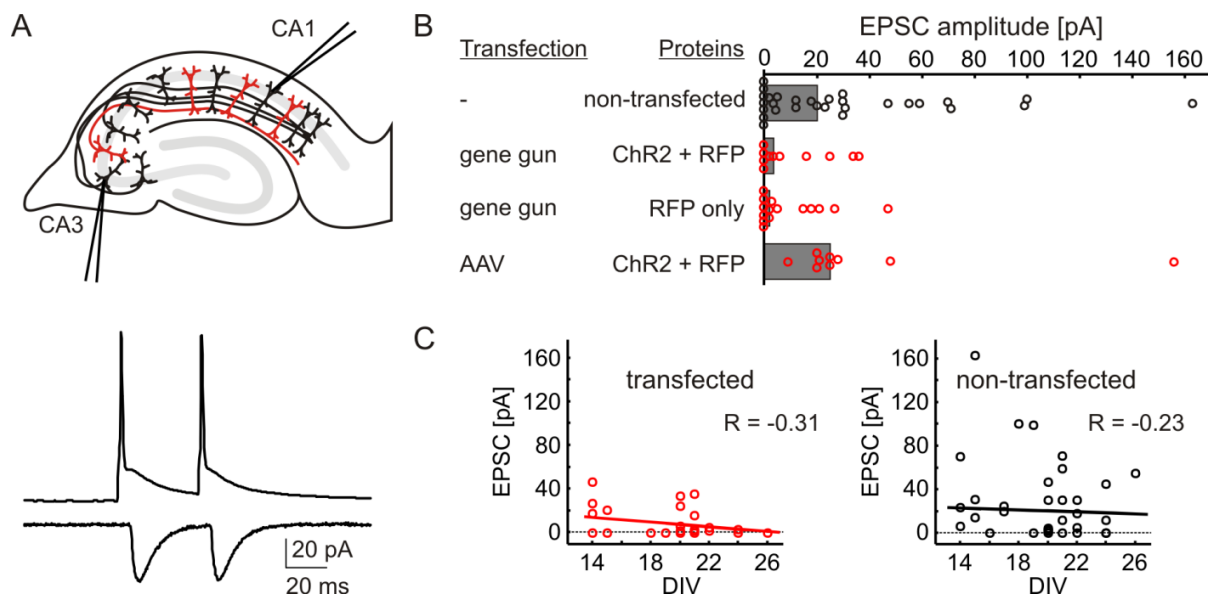 A
CA1
CA3
20 pA
20 ms
B
EPSC amplitude [pA]
Transfection Proteins 0 20 40 60 80 100 120 140 160
- non-transfected
gene gun ChR2 + RFP
gene gun RFP only
AAV ChR2 + RFP
C
160
120
80
40
0
EPSC [pA]
transfected
R = -0.31
14 18 22 26
DIV
160
120
80
40
0
EPSC [pA]
non-transfected
R = -0.23
14 18 22 26
DIV